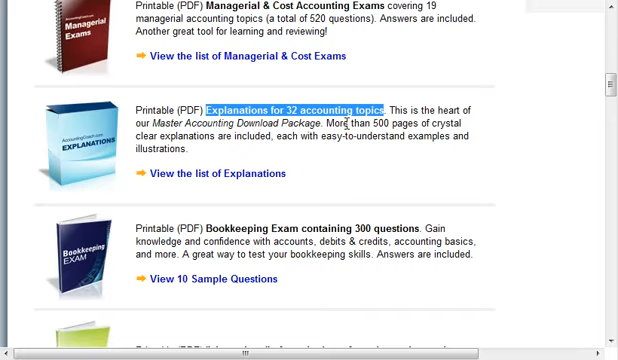 Printable (PDF) Managerial & Cost Accounting Exams covering 19
managerial accounting topics (a total of 520 questions). Answers are included.
Another great tool for learning and reviewing!
View the list of Managerial & Cost Exams
Managerial
Exams
Printable (PDF) Explanations for 32 accounting topics. This is the heart of
our Master Accounting Download Package. More than 500 pages of crystal
clear explanations are included, each with easy-to-understand examples and
illustrations.
View the list of Explanations
AccountingCoach.com
EXPLANATIONS
Printable (PDF) Bookkeeping Exam containing 300 questions. Gain
knowledge and confidence with accounts, debits & credits, accounting basics,
and more. A great way to test your bookkeeping skills. Answers are included.
View 10 Sample Questions
Bookkeeping
EXAM